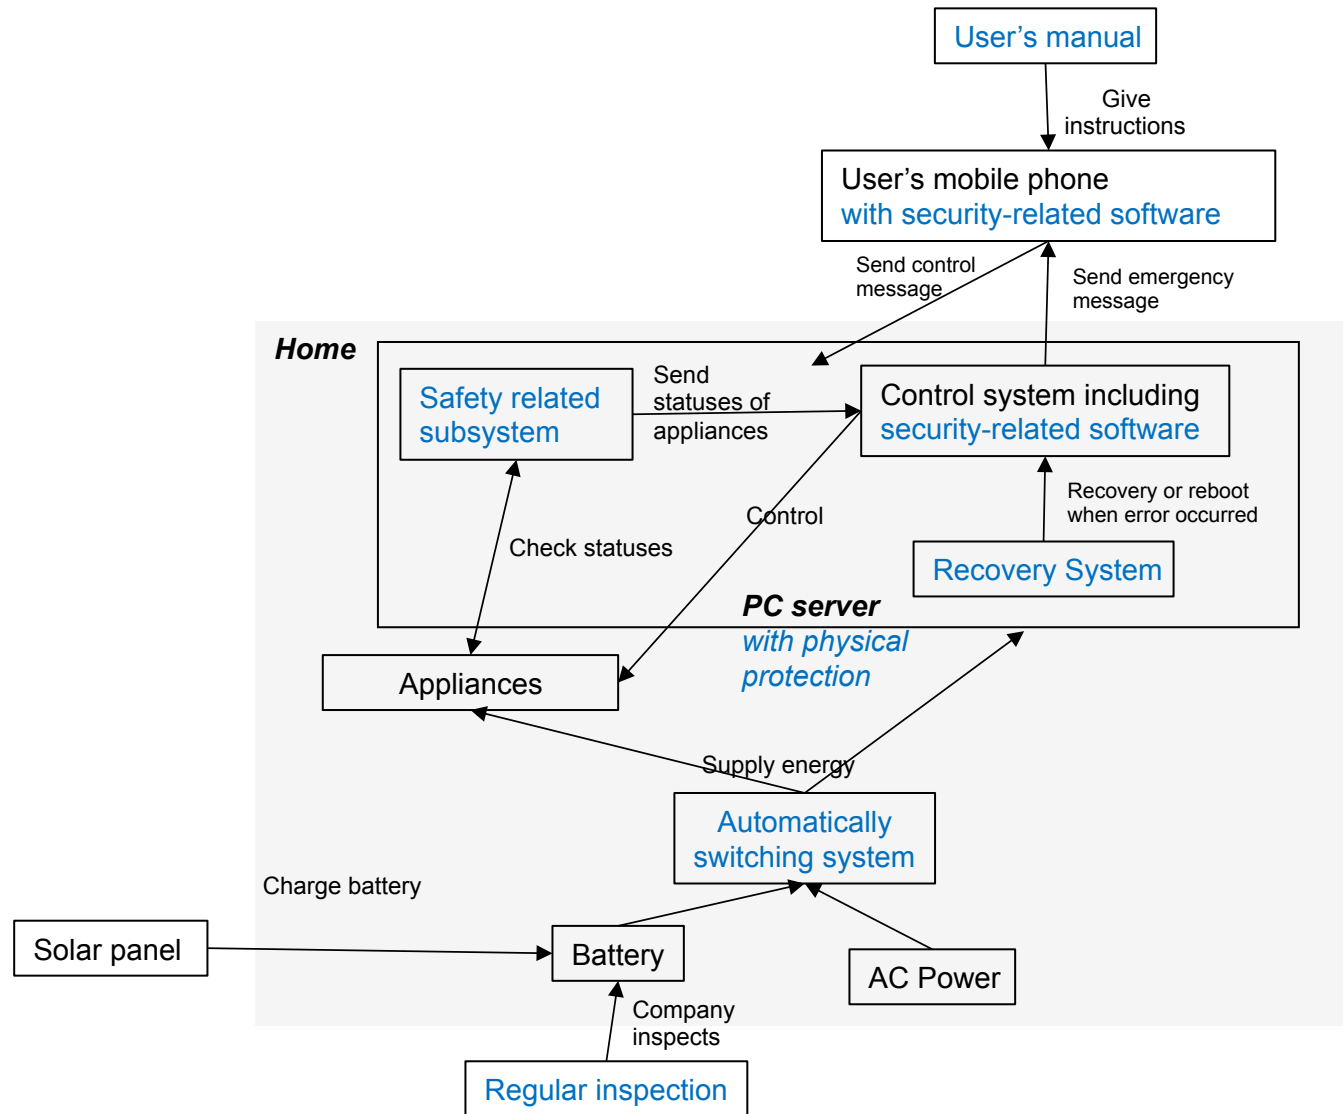 User’s manual
Give
instructions
User’s mobile phone
with security-related software
Send control
message
Send emergency
message
Home
Safety related
subsystem
Send
statuses of
appliances
Control system including
security-related software
Control
Recovery or reboot
when error occurred
Check statuses
Recovery System
PC server
with physical
protection
Appliances
Supply energy
Automatically
switching system
Charge battery
Solar panel
Battery
AC Power
Company
inspects
Regular inspection